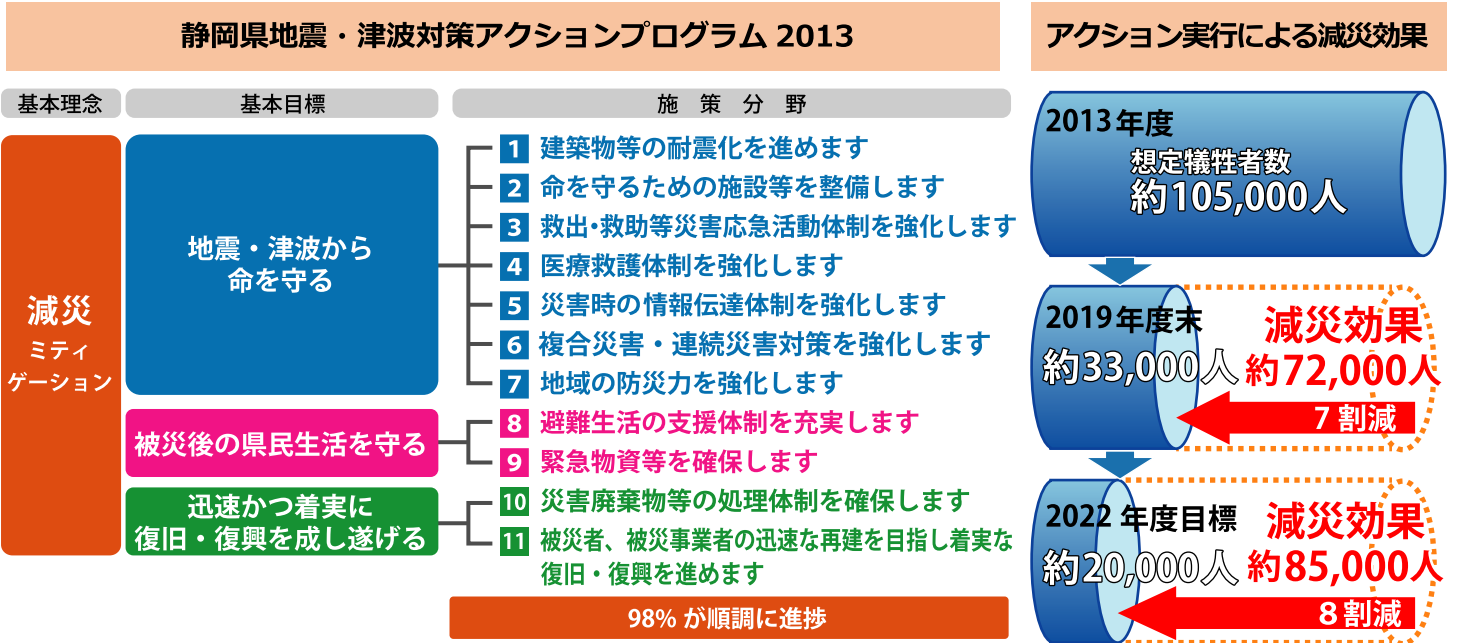 静岡県地震・津波対策アクションプログラム 2013
基本理念
基本目標
施策分野
減災
ミティ
ゲーション
地震・津波から
命を守る
1 建築物等の耐震化を進めます
2 命を守るための施設等を整備します
3 救出・救助等災害応急活動体制を強化します
4 医療救護体制を強化します
5 災害時の情報伝達体制を強化します
6 複合災害・連続災害対策を強化します
7 地域の防災力を強化します
被災後の県民生活を守る
8 避難生活の支援体制を充実します
9 緊急物資等を確保します
迅速かつ着実に
復旧・復興を成し遂げる
10 災害廃棄物等の処理体制を確保します
11 被災者、被災事業者の迅速な再建を目指し着実な
復旧・復興を進めます
98% が順調に進捗
アクション実行による減災効果
2013年度
想定犠牲者数
約105,000人
2019年度末
約33,000人
減災効果
約72,000人
7割減
2022年度目標
約20,000人
減災効果
約85,000人
8割減